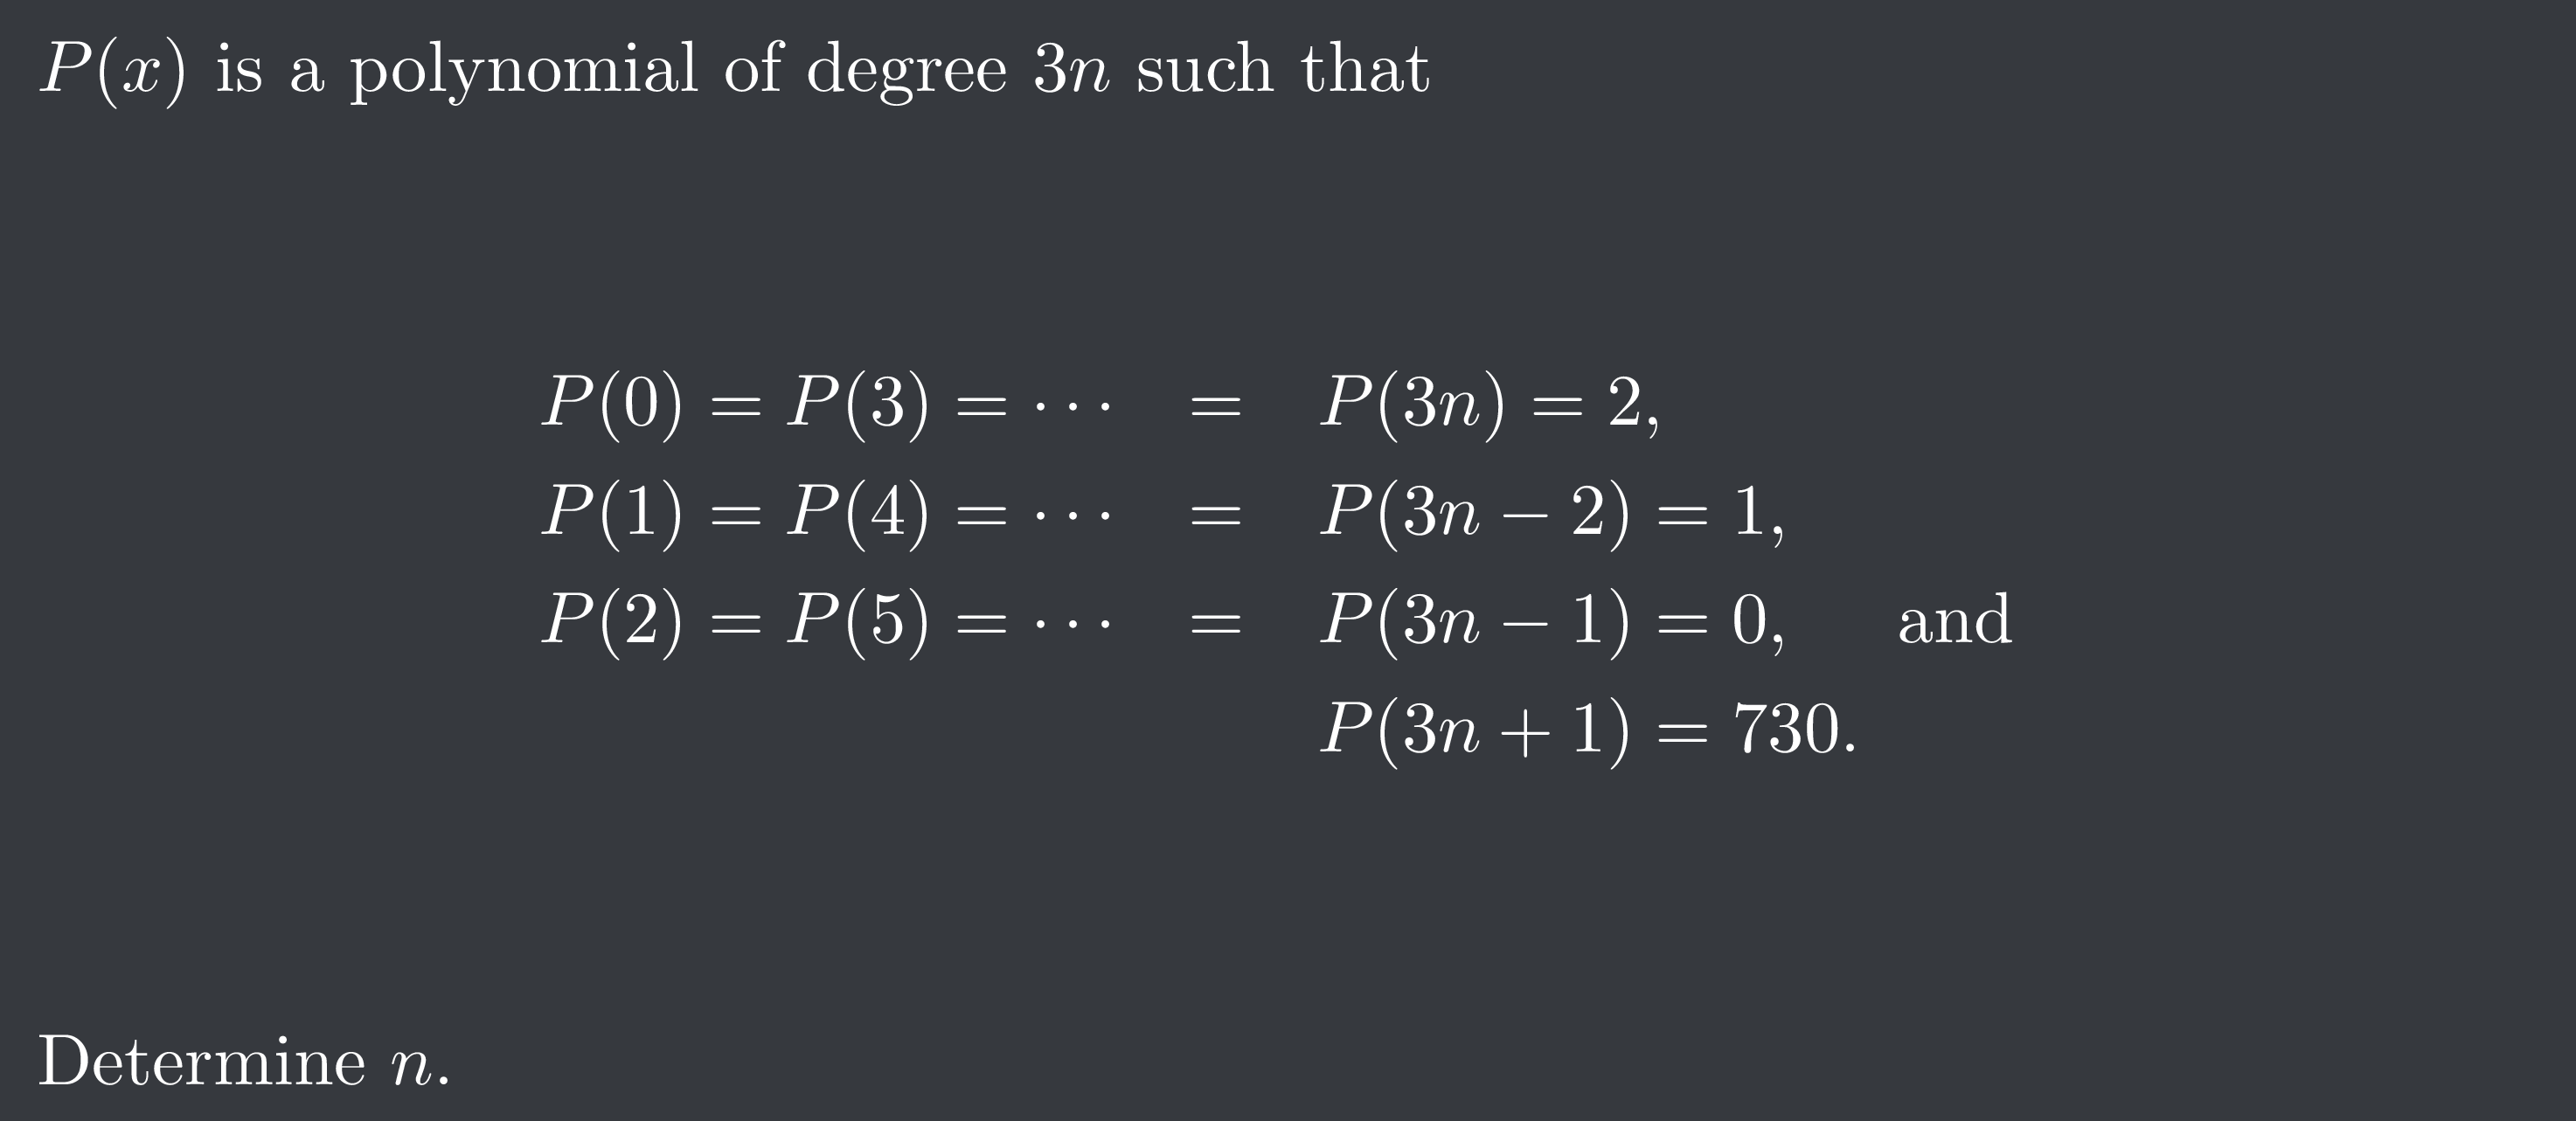 P(x) is a polynomial of degree 3n such that
P(0) = P(3) = ⋯ = P(3n) = 2,
P(1) = P(4) = ⋯ = P(3n − 2) = 1,
P(2) = P(5) = ⋯ = P(3n − 1) = 0, and
P(3n + 1) = 730.
Determine n.